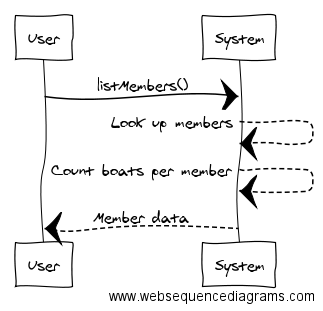 User
System
listMembers()
Look up members
Count boats per member
Member data
User
System
www.websequencediagrams.com